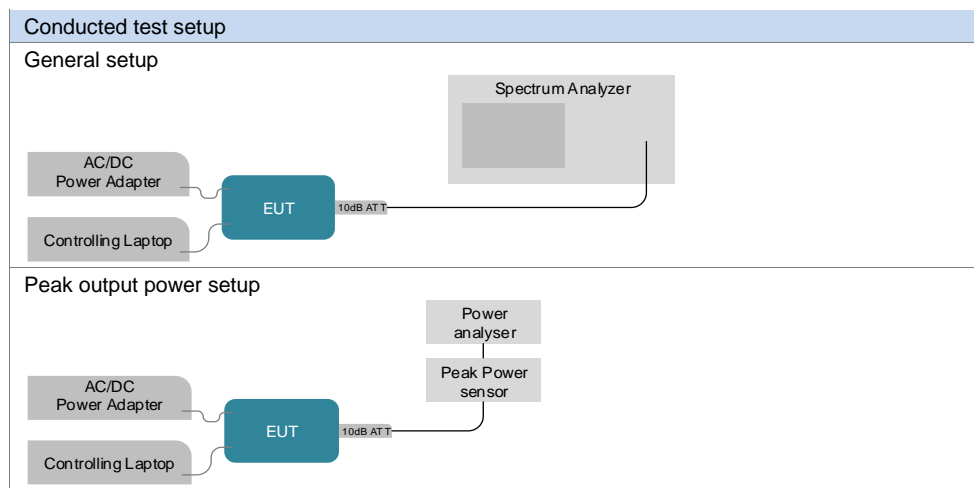 Conducted test setup
General setup
Spectrum Analyzer
AC/DC
Power Adapter
EUT
10dB ATT
Controlling Laptop
Peak output power setup
Power
analyser
Peak Power
sensor
AC/DC
Power Adapter
EUT
10dB ATT
Controlling Laptop